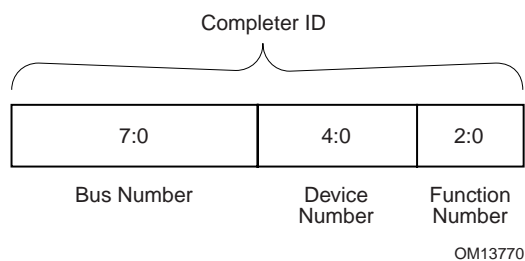 Completer ID
7:0 4:0 2:0
Bus Number Device Function
Number Number
OM13770